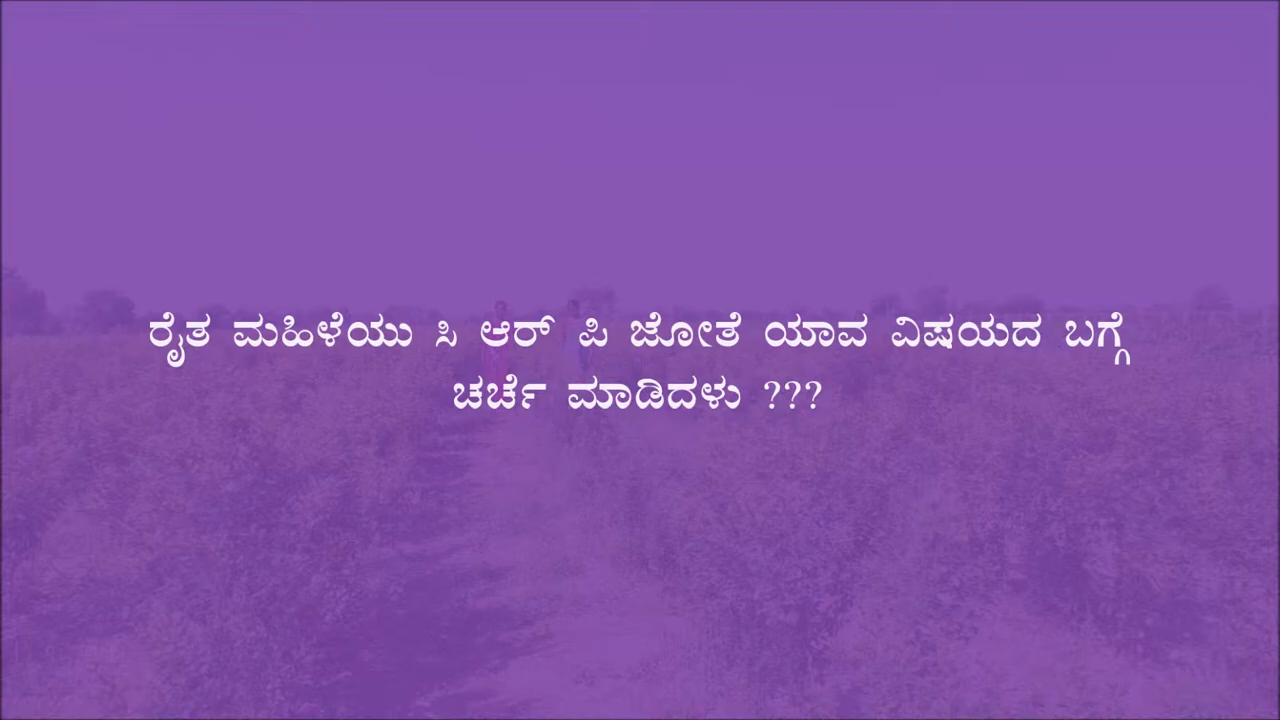 ರೈತ ಮಹಿಳೆಯು ಸಿ ಆರ್ ಪಿ ಜೋತೆ ಯಾವ ವಿಷಯದ ಬಗ್ಗೆ
ಚರ್ಚೆ ಮಾಡಿದಳು ???